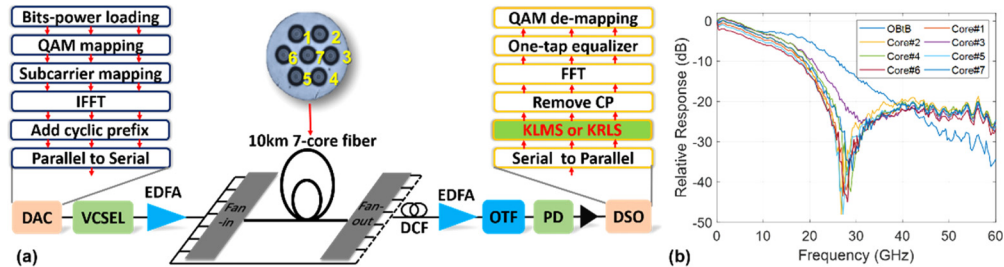 Bits-power loading
QAM mapping
Subcarrier mapping
IFFT
Add cyclic prefix
Parallel to Serial
EDFA
DAC
VCSEL
(a)
1
2
6
7
3
5
4
10km 7-core fiber
Fan
-in
Fan-
out
DCF
EDFA
QAM de-mapping
One-tap equalizer
FFT
Remove CP
KLMS or KRLS
Serial to Parallel
OTF
PD
DSO
(b)
Relative Response (dB)
0
-10
-20
-30
-40
-50
OBtB
Core#1
Core#2
Core#3
Core#4
Core#5
Core#6
Core#7
0
10
20
30
40
50
60
Frequency (GHz)